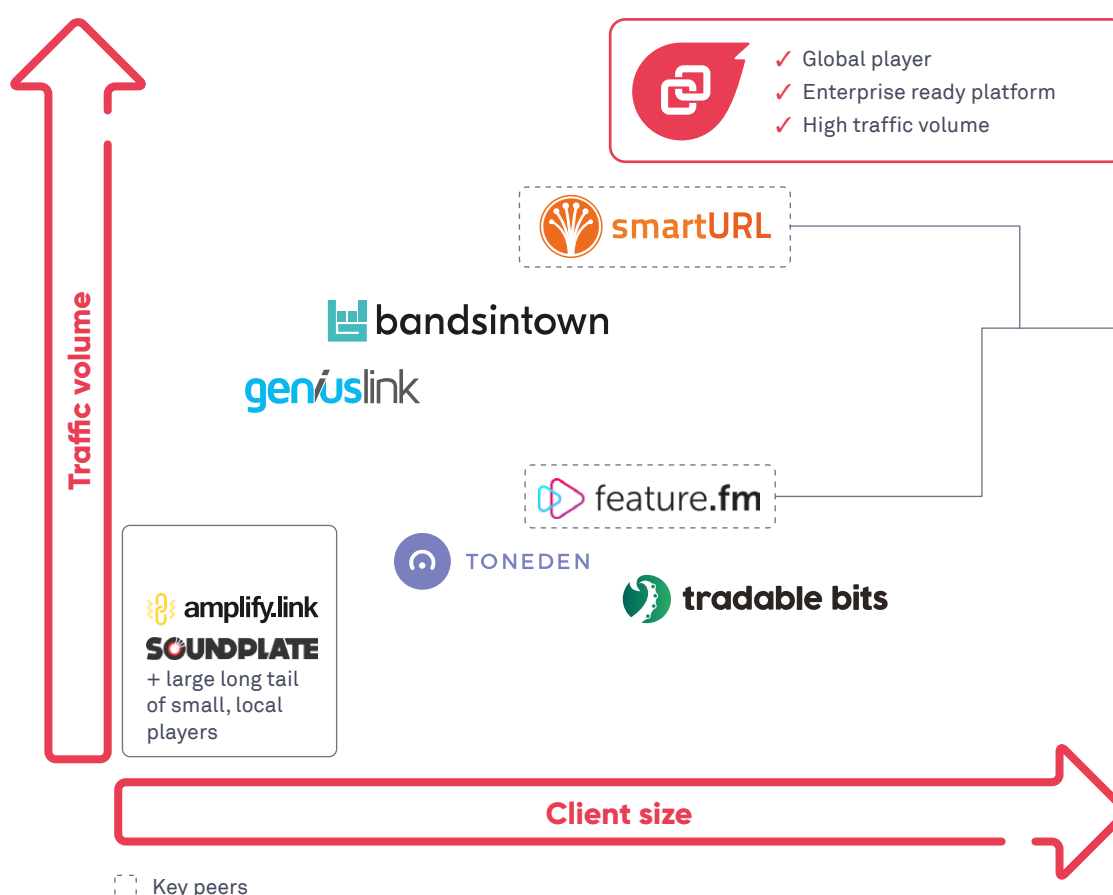 ✓ Global player
✓ Enterprise ready platform
✓ High traffic volume
smartURL
bandsintown
geniuslink
Traffic volume
feature.fm
TONEDEN
tradable bits
amplify.link
SOUNDPLATE
+ large long tail
of small, local
players
Client size
Key peers